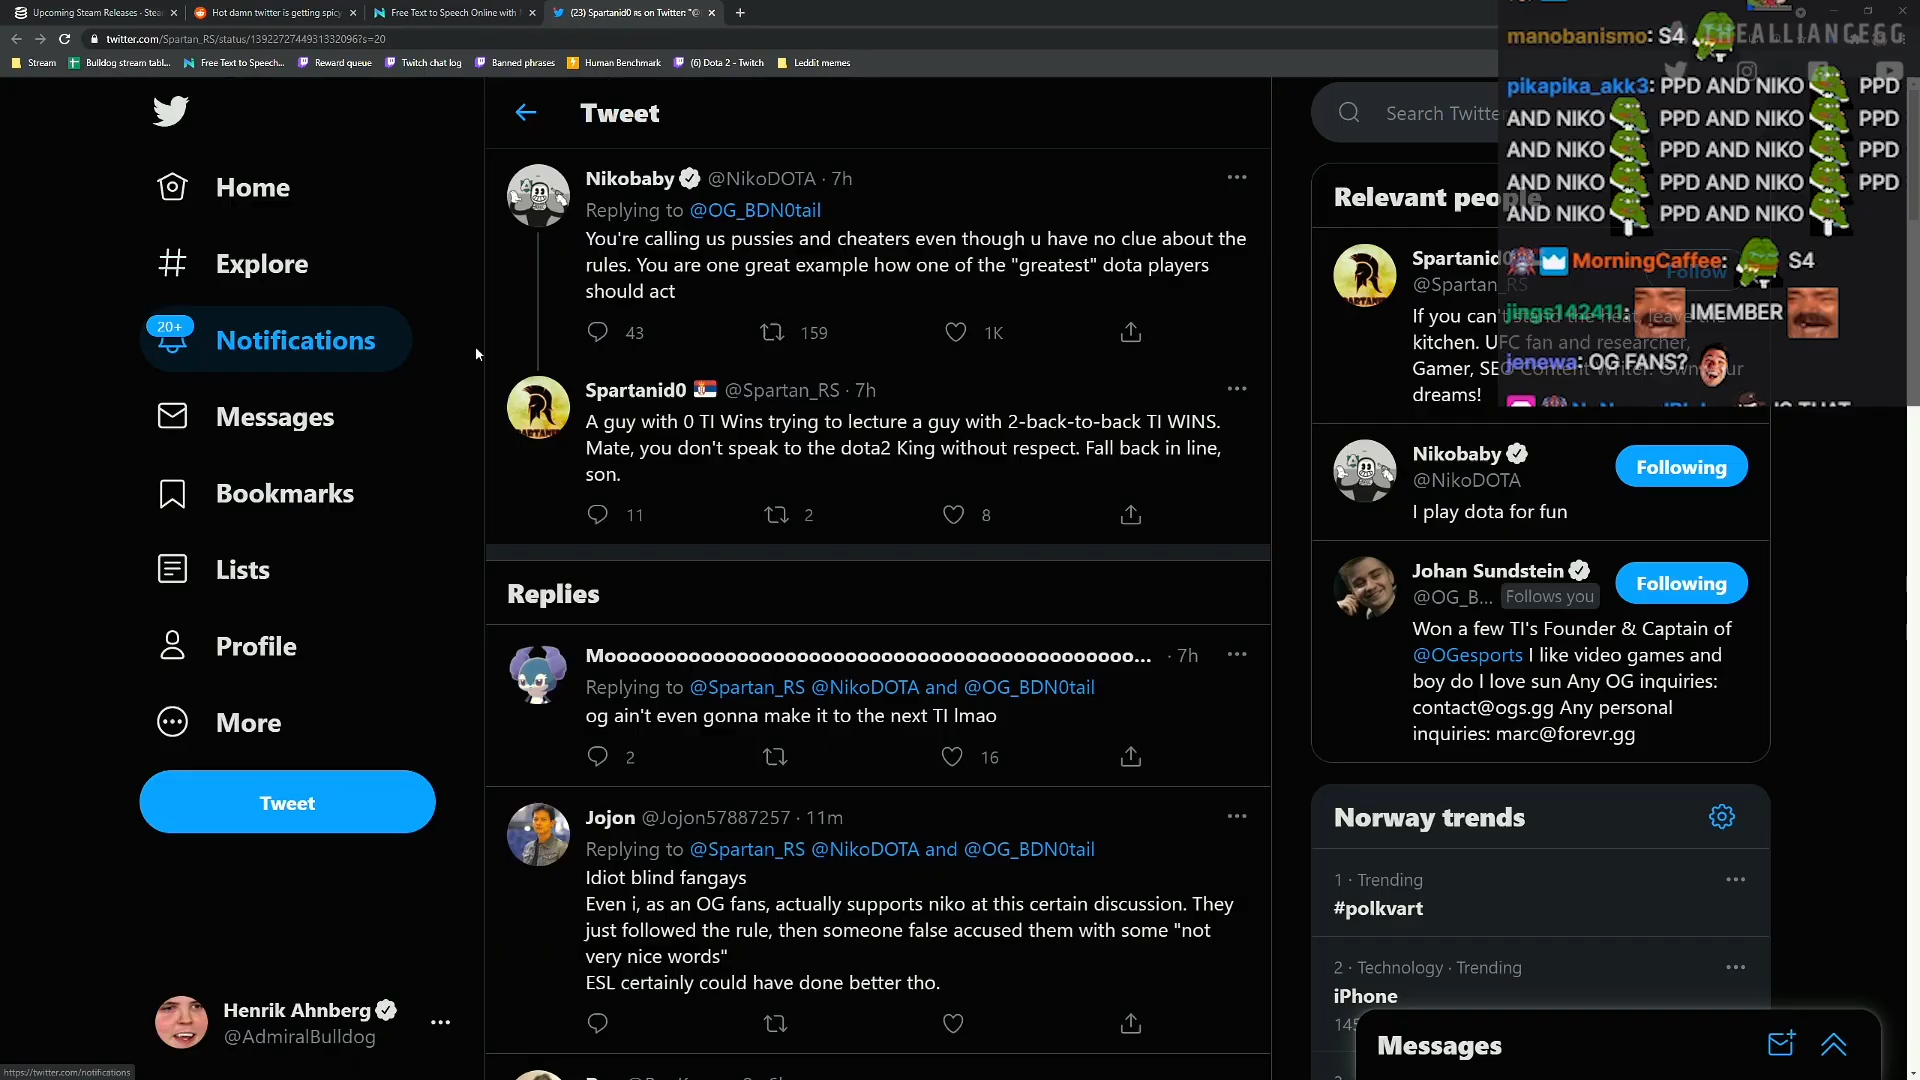 Upcoming Steam Releases · Stea
Hot damn twitter is getting spicy
Free Text to Speech Online with
(23) Spartanid0 RS on Twitter: "@
twitter.com/Spartan_RS/status/1392272744931332096?s=20
Stream
Bulldog stream tabl...
Free Text to Speech...
Reward queue
Twitch chat log
Banned phrases
Human Benchmark
(6) Dota 2 - Twitch
Leddit memes
Home
Explore
20+
Notifications
Messages
Bookmarks
Lists
Profile
More
Tweet
Henrik Ahnberg
@AdmiralBulldog
https://twitter.com/notifications
Tweet
Nikobaby @NikoDOTA · 7h
Replying to @OG_BDN0tail
You're calling us pussies and cheaters even though u have no clue about the
rules. You are one great example how one of the "greatest" dota players
should act
43 159 1K
Spartanid0 @Spartan_RS · 7h
A guy with 0 TI Wins trying to lecture a guy with 2-back-to-back TI WINS.
Mate, you don't speak to the dota2 King without respect. Fall back in line,
son.
11 2 8
Replies
Moooooooooooooooooooooooooooooooooooooooooo... · 7h
Replying to @Spartan_RS @NikoDOTA and @OG_BDN0tail
og ain't even gonna make it to the next TI lmao
2 16
Jojon @Jojon57887257 · 11m
Replying to @Spartan_RS @NikoDOTA and @OG_BDN0tail
Idiot blind fangays
Even i, as an OG fans, actually supports niko at this certain discussion. They
just followed the rule, then someone false accused them with some "not
very nice words"
ESL certainly could have done better tho.
Search Twitte
Relevant people
Spartanid0
@Spartan_RS
Follow
If you can't stand the heat, leave the
kitchen. UFC fan and researcher,
Gamer, SEO Content Writer. Own your
dreams!
Nikobaby
@NikoDOTA
Following
I play dota for fun
Johan Sundstein
@OG_B... Follows you
Following
Won a few TI's Founder & Captain of
@OGesports I like video games and
boy do I love sun Any OG inquiries:
contact@ogs.gg Any personal
inquiries: marc@forevr.gg
Norway trends
1 · Trending
#polkvart
2 · Technology · Trending
iPhone
Messages
THEALLIANCEGG
manobanismo: S4
pikapika_akk3: PPD AND NIKO PPD
AND NIKO PPD AND NIKO PPD
AND NIKO PPD AND NIKO PPD
AND NIKO PPD AND NIKO PPD
AND NIKO PPD AND NIKO
MorningCaffee: S4
jings142411: IMEMBER
jenewa: OG FANS?